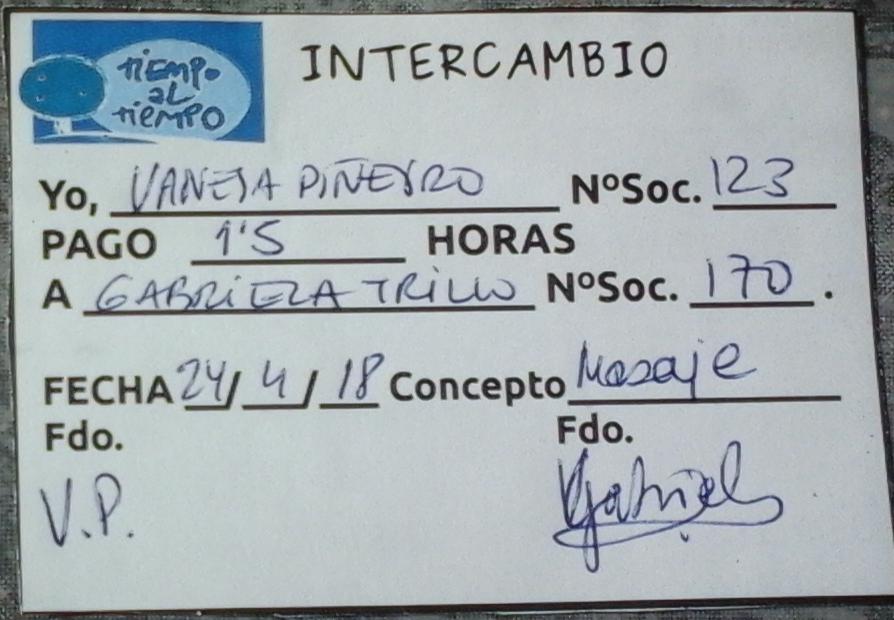 tiEMPO
aL
tiEMPO
INTERCAMBIO
Yo, VANESA PIÑEYRO NºSoc. 123
PAGO 1'5 HORAS
A GABRIELA TRILLO NºSoc. 170.
FECHA 24/4/18 Concepto Masaje
Fdo. Fdo.
V.P. Gabriela